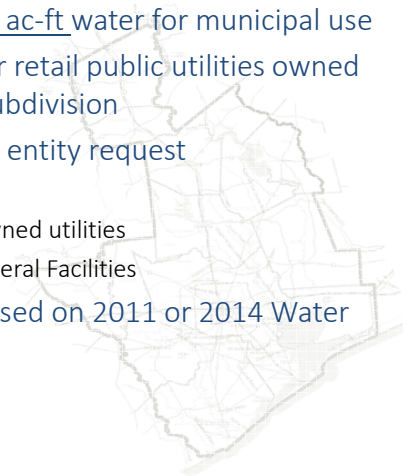 ac-ft water for municipal use
r retail public utilities owned
ubdivision
entity request
ned utilities
eral Facilities
sed on 2011 or 2014 Water